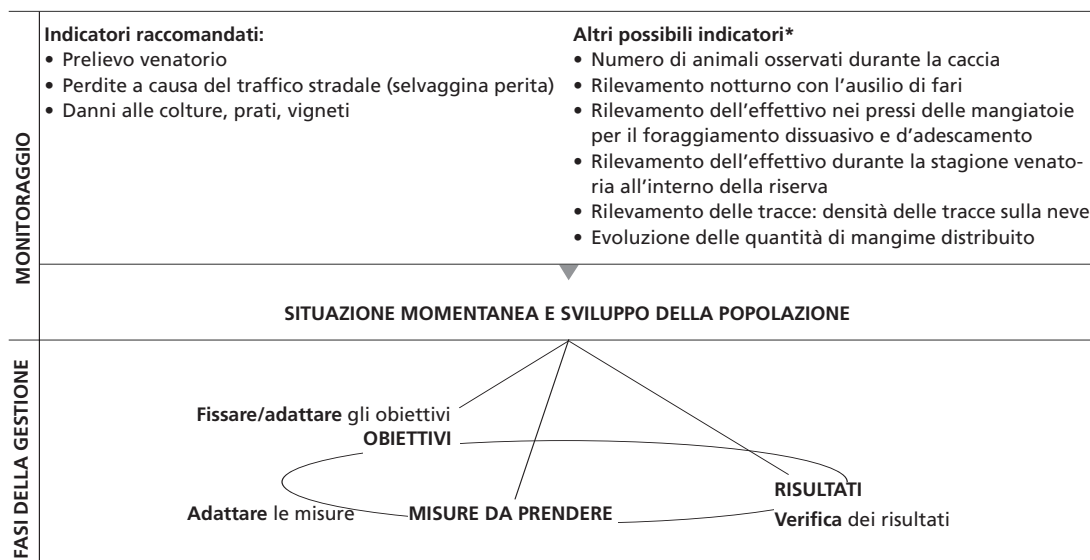 MONITORAGGIO
Indicatori raccomandati:
• Prelievo venatorio
• Perdite a causa del traffico stradale (selvaggina perita)
• Danni alle colture, prati, vigneti
Altri possibili indicatori*
• Numero di animali osservati durante la caccia
• Rilevamento notturno con l'ausilio di fari
• Rilevamento dell'effettivo nei pressi delle mangiatoie
per il foraggiamento dissuasivo e d'adescamento
• Rilevamento dell'effettivo durante la stagione venato-
ria all'interno della riserva
• Rilevamento delle tracce: densità delle tracce sulla neve
• Evoluzione delle quantità di mangime distribuito
SITUAZIONE MOMENTANEA E SVILUPPO DELLA POPOLAZIONE
FASI DELLA GESTIONE
Fissare/adattare gli obiettivi
OBIETTIVI
Adattare le misure
MISURE DA PRENDERE
RISULTATI
Verifica dei risultati